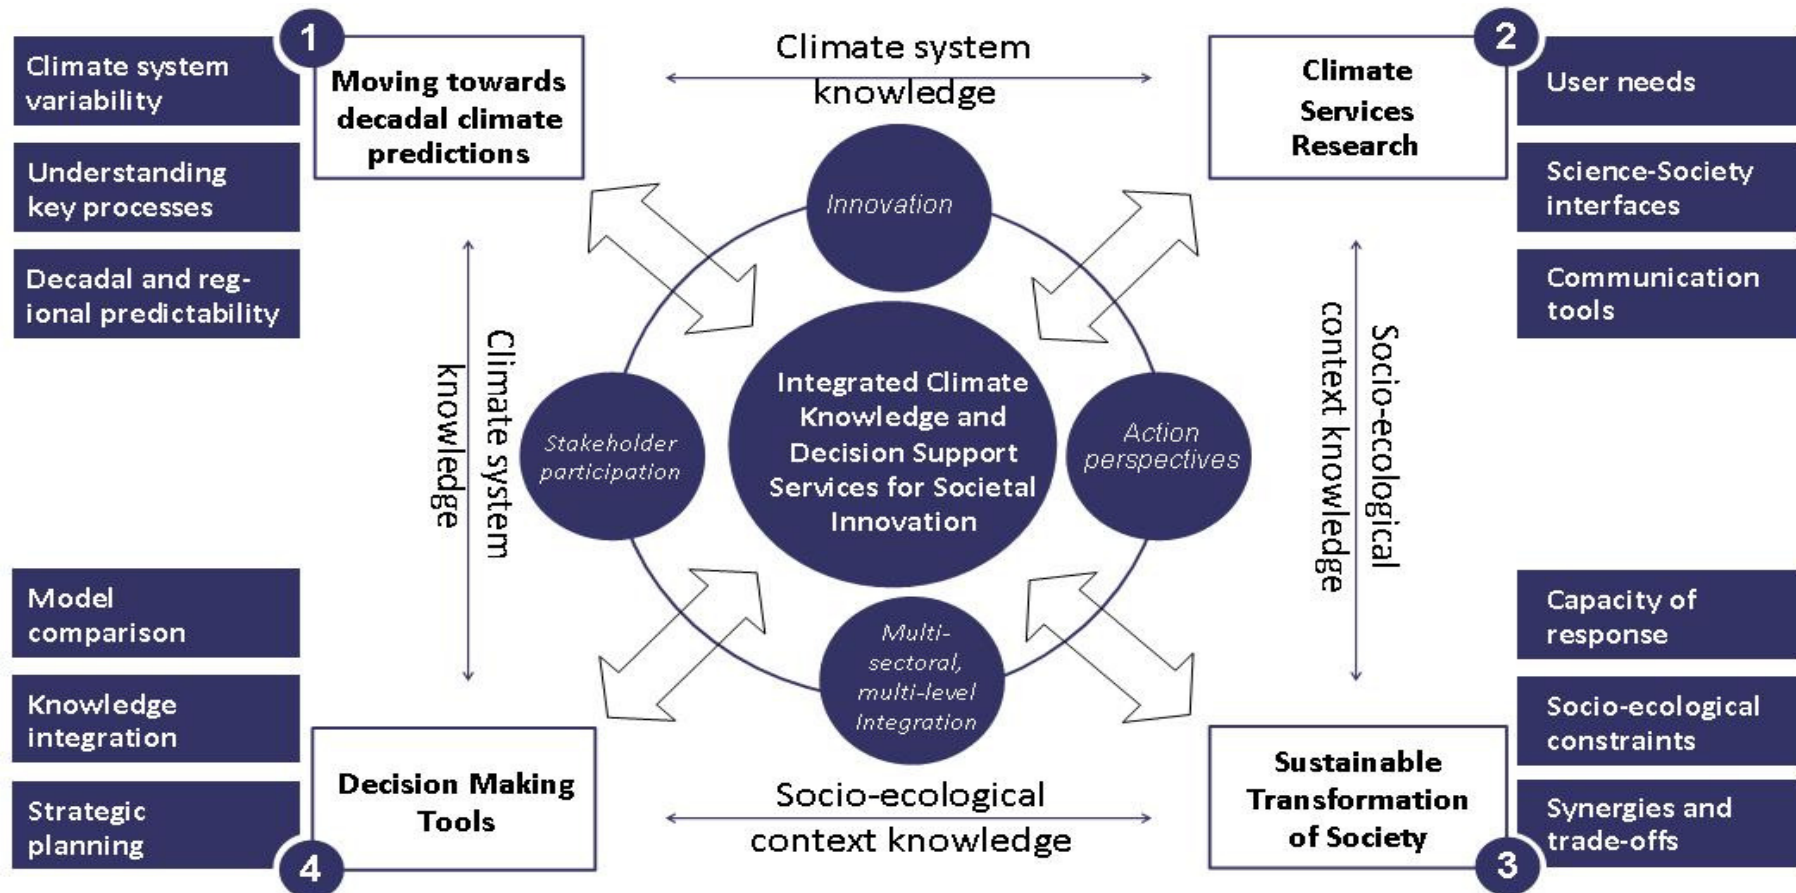 1
Climate system
variability
Understanding
key processes
Decadal and reg-
ional predictability
Moving towards
decadal climate
predictions
Climate system
knowledge
2
Climate
Services
Research
User needs
Science-Society
interfaces
Communication
tools
Innovation
Climate system
knowledge
Stakeholder
participation
Integrated Climate
Knowledge and
Decision Support
Services for Societal
Innovation
Action
perspectives
Socio-ecological
context knowledge
Multi-
sectoral,
multi-level
Integration
Model
comparison
Knowledge
integration
Strategic
planning
4
Decision Making
Tools
Socio-ecological
context knowledge
Sustainable
Transformation
of Society
3
Capacity of
response
Socio-ecological
constraints
Synergies and
trade-offs